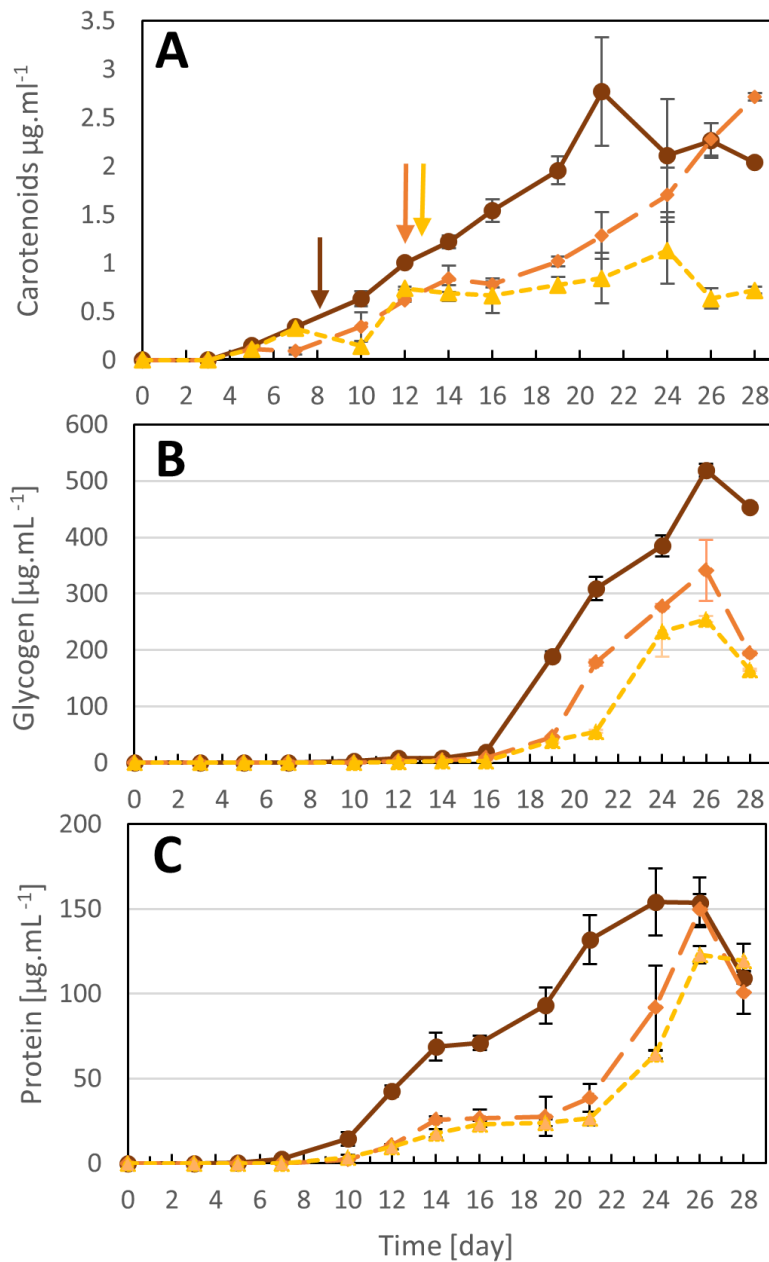 A
Carotenoids µg.ml-1
4
3.5
3
2.5
2
1.5
1
0.5
0
0 2 4 6 8 10 12 14 16 18 20 22 24 26 28
B
Glycogen [µg.mL -1]
600
500
400
300
200
100
0
0 2 4 6 8 10 12 14 16 18 20 22 24 26 28
C
Protein [µg.mL-1]
200
150
100
50
0
0 2 4 6 8 10 12 14 16 18 20 22 24 26 28
Time [day]